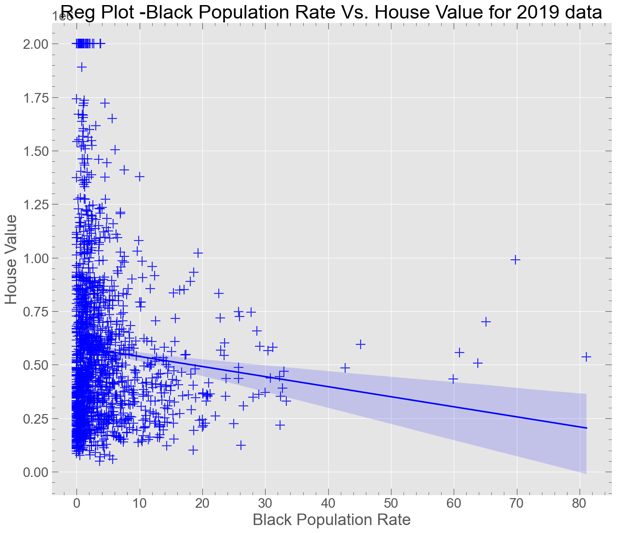 Reg Plot -Black Population Rate Vs. House Value for 2019 data
2.00
1.75
1.50
1.25
1.00
0.75
0.50
0.25
0.00
House Value
0 10 20 30 40 50 60 70 80
Black Population Rate